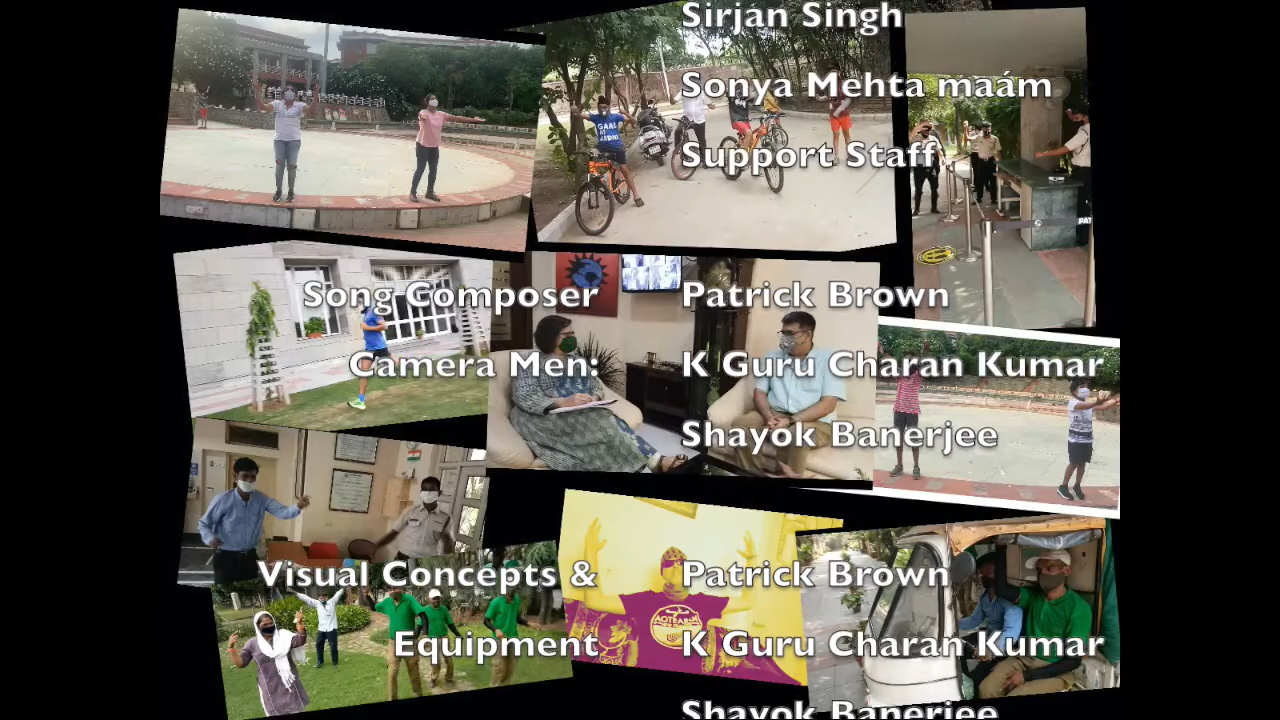 Sirjan Singh
Sonya Mehta maám
Support Staff
Song Composer Patrick Brown
Camera Men: K Guru Charan Kumar
Shayok Banerjee
Visual Concepts & Patrick Brown
Equipment K Guru Charan Kumar
Shayok Banerjee
AOTEAROA